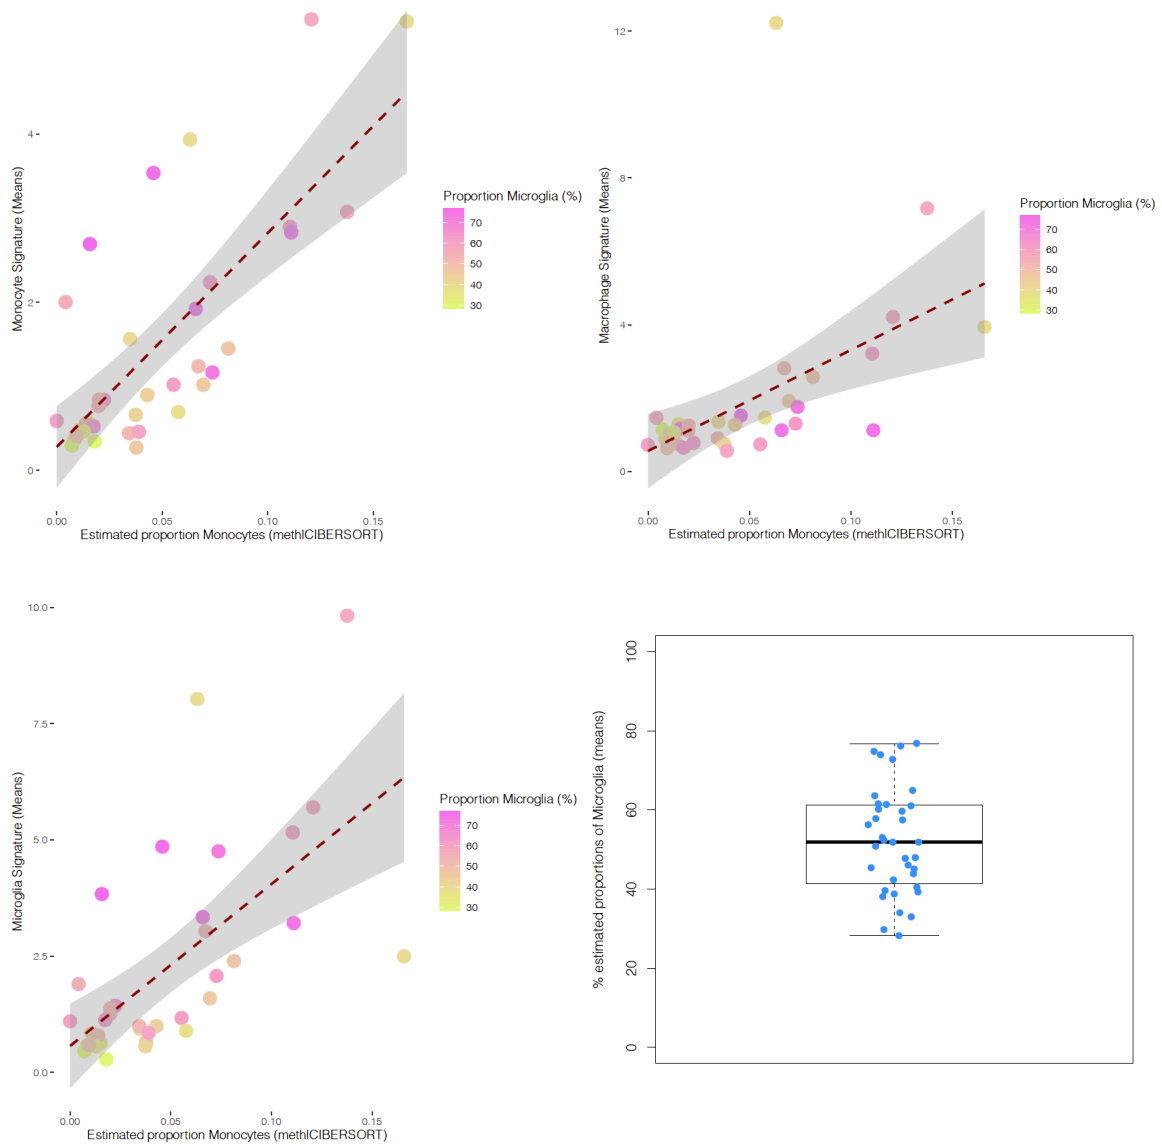 Monocyte Signature (Means)
4
2
0
0.00 0.05 0.10 0.15
Estimated proportion Monocytes (methlCIBERSORT)
Proportion Microglia (%)
70
60
50
40
30
Macrophage Signature (Means)
12
8
4
0
0.00 0.05 0.10 0.15
Estimated proportion Monocytes (methlCIBERSORT)
Proportion Microglia (%)
70
60
50
40
30
Microglia Signature (Means)
10.0
7.5
5.0
2.5
0.0
0.00 0.05 0.10 0.15
Estimated proportion Monocytes (methlCIBERSORT)
Proportion Microglia (%)
70
60
50
40
30
% estimated proportions of Microglia (means)
100
80
60
40
20
0